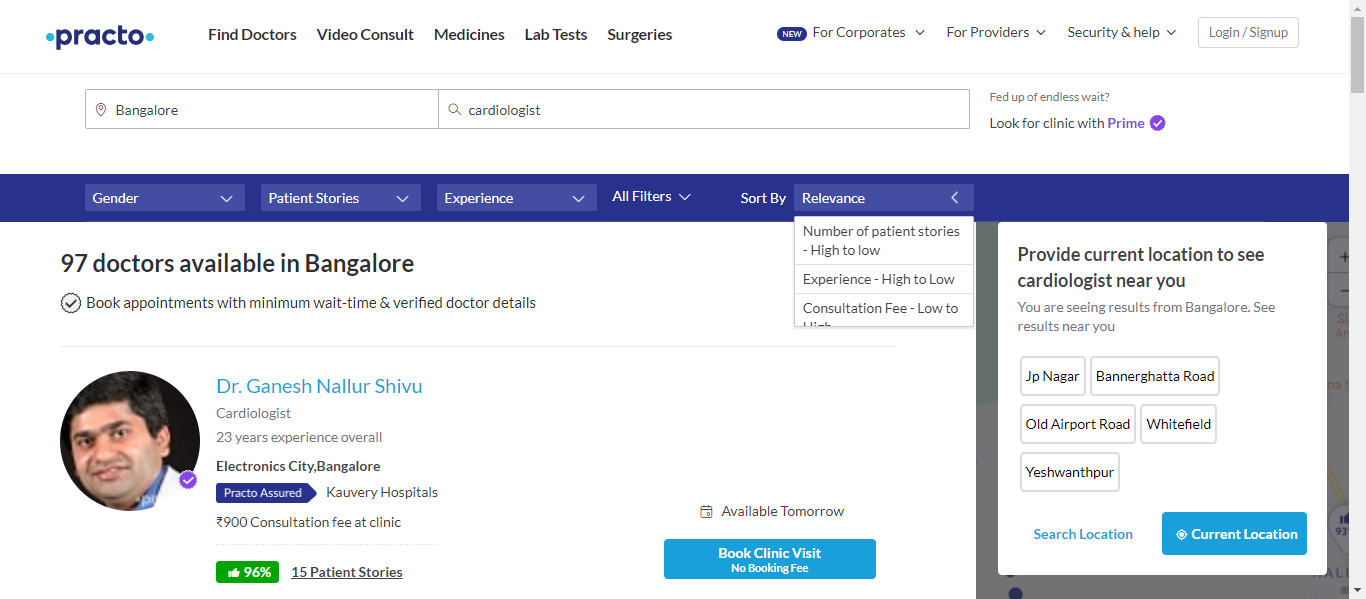 practo
Find Doctors Video Consult Medicines Lab Tests Surgeries
NEW For Corporates For Providers Security & help Login / Signup
Bangalore cardiologist
Fed up of endless wait?
Look for clinic with Prime
Gender Patient Stories Experience All Filters Sort By Relevance
Number of patient stories
- High to low
Experience - High to Low
Consultation Fee - Low to
High
97 doctors available in Bangalore
Book appointments with minimum wait-time & verified doctor details
Provide current location to see
cardiologist near you
You are seeing results from Bangalore. See
results near you
Jp Nagar Bannerghatta Road
Old Airport Road Whitefield
Yeshwanthpur
Search Location Current Location
Dr. Ganesh Nallur Shivu
Cardiologist
23 years experience overall
Electronics City,Bangalore
Practo Assured Kauvery Hospitals
₹900 Consultation fee at clinic
96% 15 Patient Stories
Available Tomorrow
Book Clinic Visit
No Booking Fee